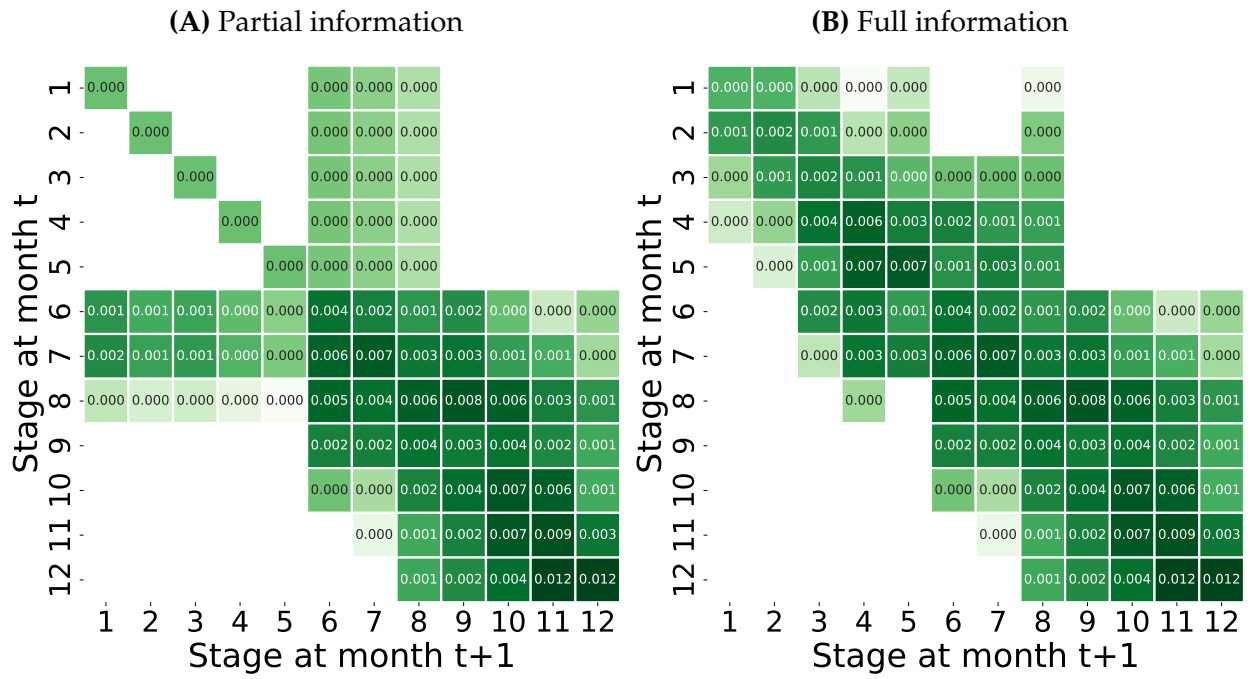 (A) Partial information
1 0.000 0.000 0.000 0.000
2 0.000 0.000 0.000 0.000
3 0.000 0.000 0.000 0.000
4 0.000 0.000 0.000 0.000
5 0.000 0.000 0.000 0.000
6 0.001 0.001 0.001 0.000 0.000 0.004 0.002 0.001 0.002 0.000 0.000 0.000
7 0.002 0.001 0.001 0.000 0.000 0.006 0.007 0.003 0.003 0.001 0.001 0.000
8 0.000 0.000 0.000 0.000 0.000 0.005 0.004 0.006 0.008 0.006 0.003 0.001
9 0.002 0.002 0.004 0.003 0.004 0.002 0.001
10 0.000 0.000 0.002 0.004 0.007 0.006 0.001
11 0.000 0.001 0.002 0.007 0.009 0.003
12 0.001 0.002 0.004 0.012 0.012
Stage at month t
1 2 3 4 5 6 7 8 9 10 11 12
Stage at month t+1
(B) Full information
1 0.000 0.000 0.000 0.000 0.000 0.000
2 0.001 0.002 0.001 0.000 0.000 0.000
3 0.000 0.001 0.002 0.001 0.000 0.000 0.000 0.000
4 0.000 0.000 0.004 0.006 0.003 0.002 0.001 0.001
5 0.000 0.001 0.007 0.007 0.001 0.003 0.001
6 0.002 0.003 0.001 0.004 0.002 0.001 0.002 0.000 0.000 0.000
7 0.000 0.003 0.003 0.006 0.007 0.003 0.003 0.001 0.001 0.000
8 0.000 0.005 0.004 0.006 0.008 0.006 0.003 0.001
9 0.002 0.002 0.004 0.003 0.004 0.002 0.001
10 0.000 0.000 0.002 0.004 0.007 0.006 0.001
11 0.000 0.001 0.002 0.007 0.009 0.003
12 0.001 0.002 0.004 0.012 0.012
Stage at month t
1 2 3 4 5 6 7 8 9 10 11 12
Stage at month t+1